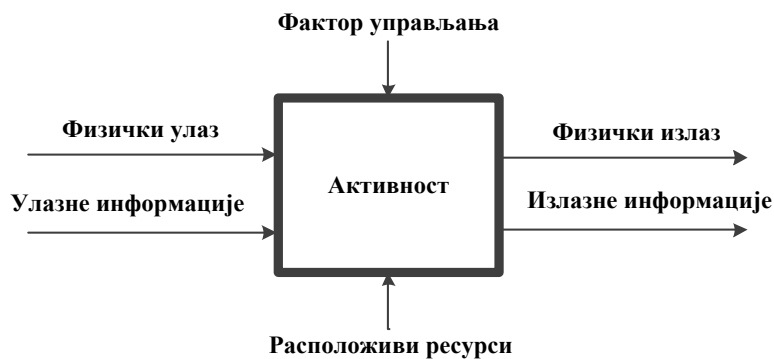 Фактор управљања
Физички улаз
Физички излаз
Активност
Улазне информације
Излазне информације
Расположиви ресурси